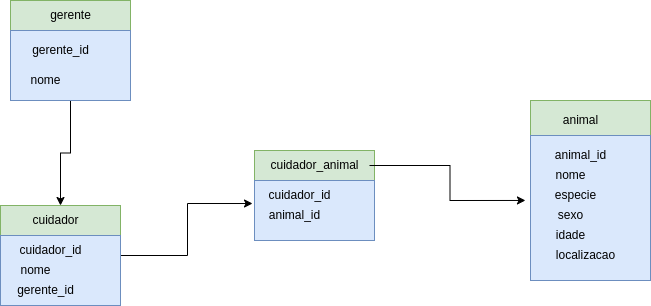 gerente
gerente_id
nome
cuidador
cuidador_id
nome
gerente_id
cuidador_animal
cuidador_id
animal_id
animal
animal_id
nome
especie
sexo
idade
localizacao